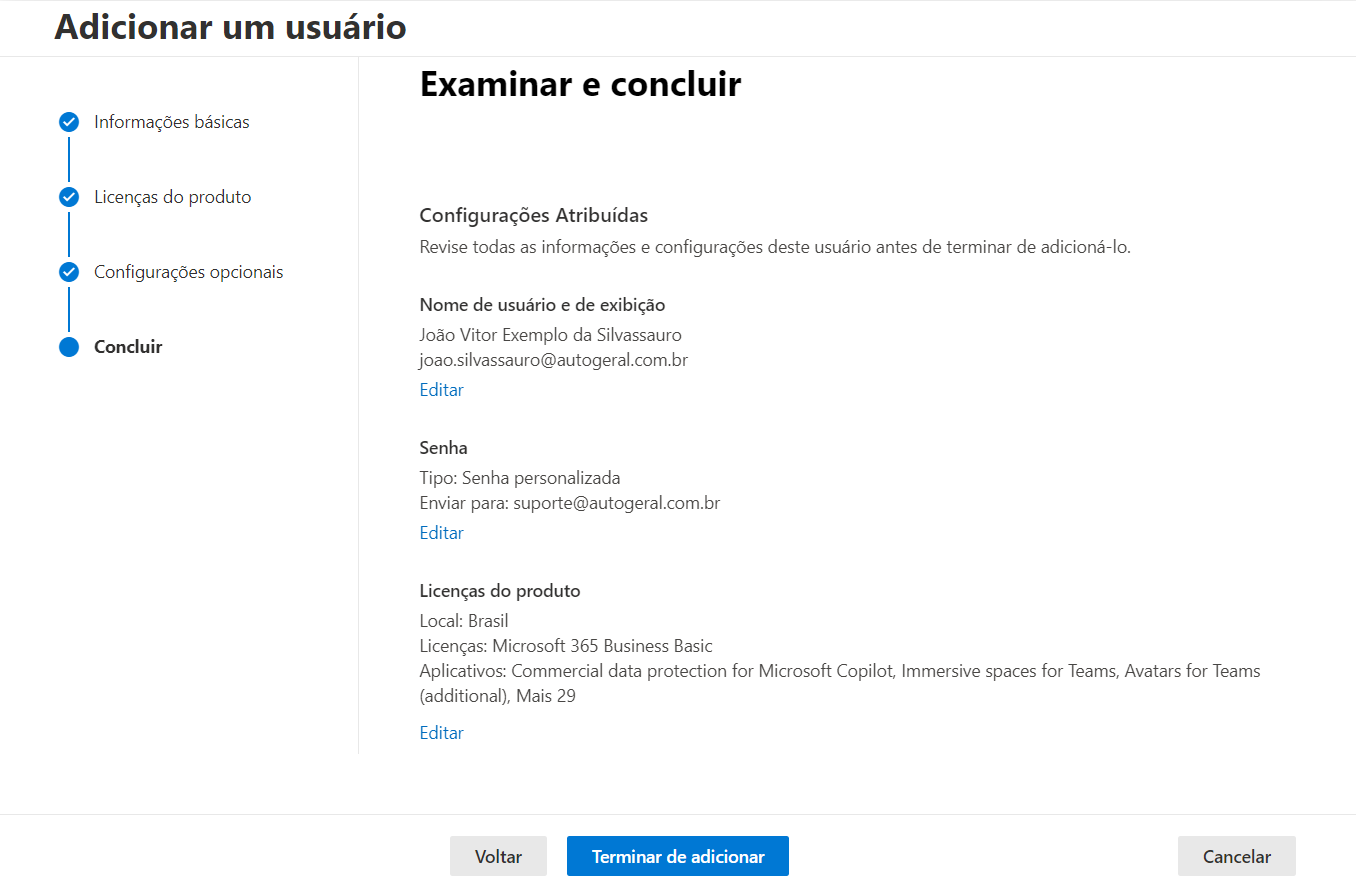 Adicionar um usuário
Informações básicas
Licenças do produto
Configurações opcionais
Concluir
Examinar e concluir
Configurações Atribuídas
Revise todas as informações e configurações deste usuário antes de terminar de adicioná-lo.
Nome de usuário e de exibição
João Vitor Exemplo da Silvassauro
joao.silvassauro@autogeral.com.br
Editar
Senha
Tipo: Senha personalizada
Enviar para: suporte@autogeral.com.br
Editar
Licenças do produto
Local: Brasil
Licenças: Microsoft 365 Business Basic
Aplicativos: Commercial data protection for Microsoft Copilot, Immersive spaces for Teams, Avatars for Teams
(additional), Mais 29
Editar
Voltar
Terminar de adicionar
Cancelar